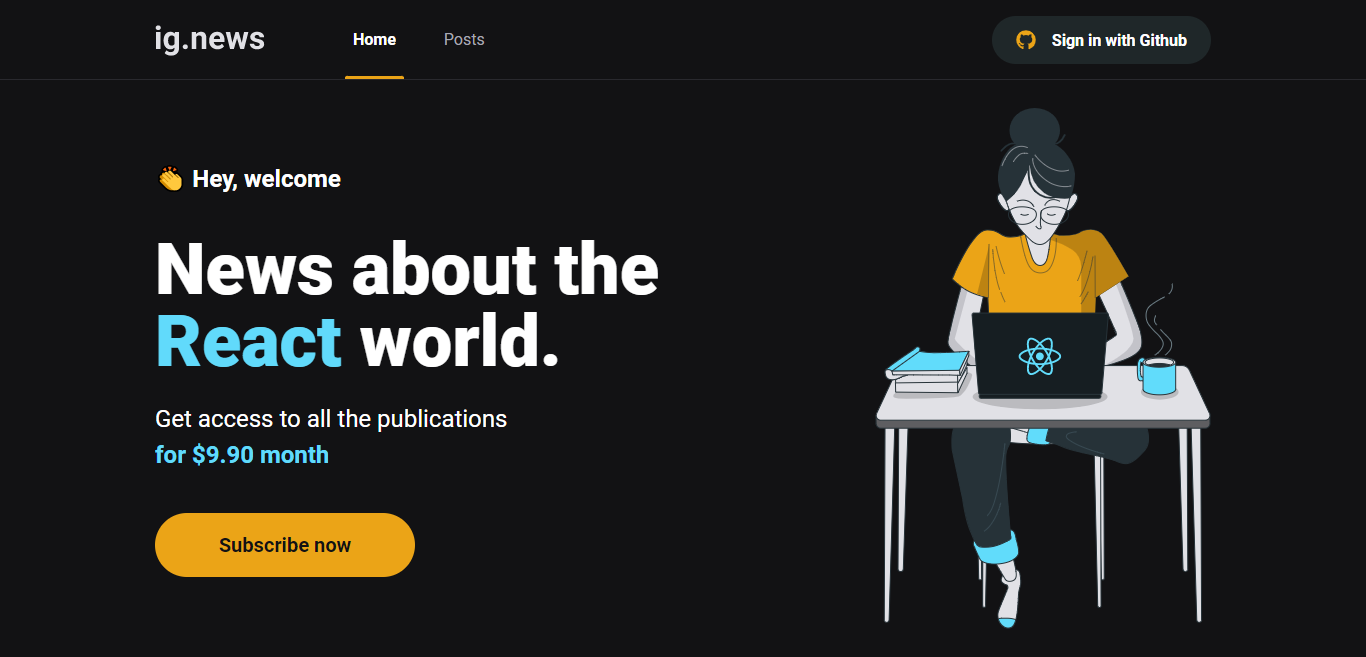 ig.news
Home
Posts
Sign in with Github
👏 Hey, welcome
News about the
React world.
Get access to all the publications
for $9.90 month
Subscribe now